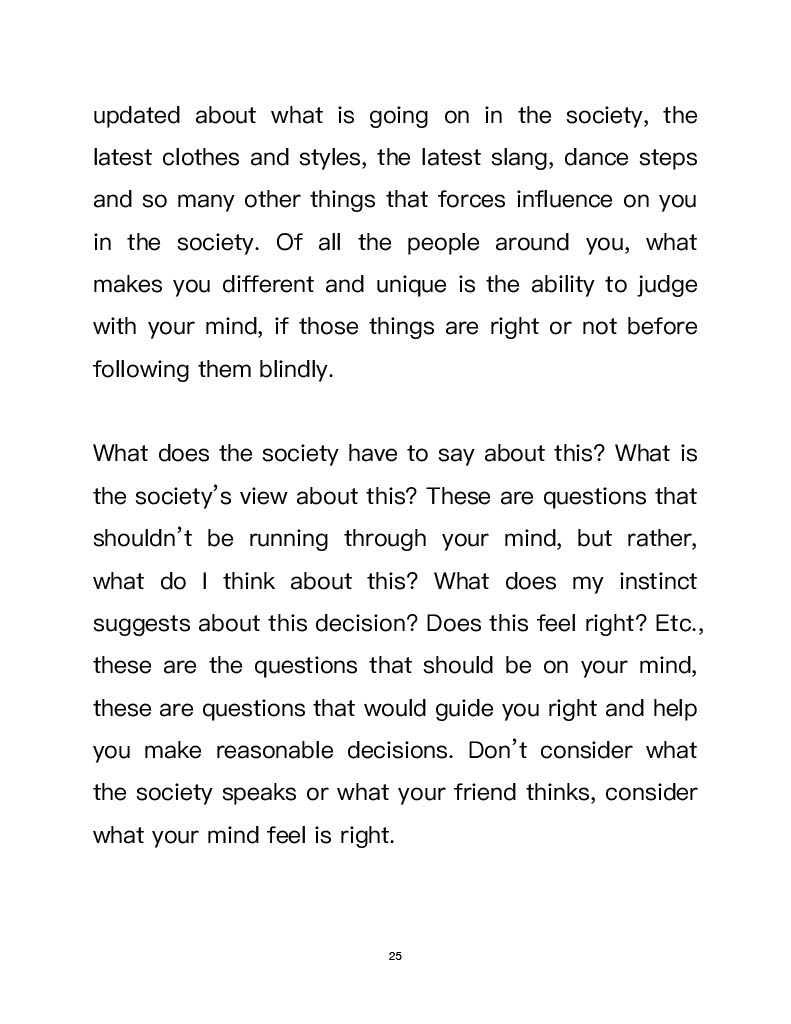 updated about what is going on in the society, the
latest clothes and styles, the latest slang, dance steps
and so many other things that forces influence on you
in the society. Of all the people around you, what
makes you different and unique is the ability to judge
with your mind, if those things are right or not before
following them blindly.
What does the society have to say about this? What is
the society’s view about this? These are questions that
shouldn’t be running through your mind, but rather,
what do I think about this? What does my instinct
suggests about this decision? Does this feel right? Etc.,
these are the questions that should be on your mind,
these are questions that would guide you right and help
you make reasonable decisions. Don’t consider what
the society speaks or what your friend thinks, consider
what your mind feel is right.
25